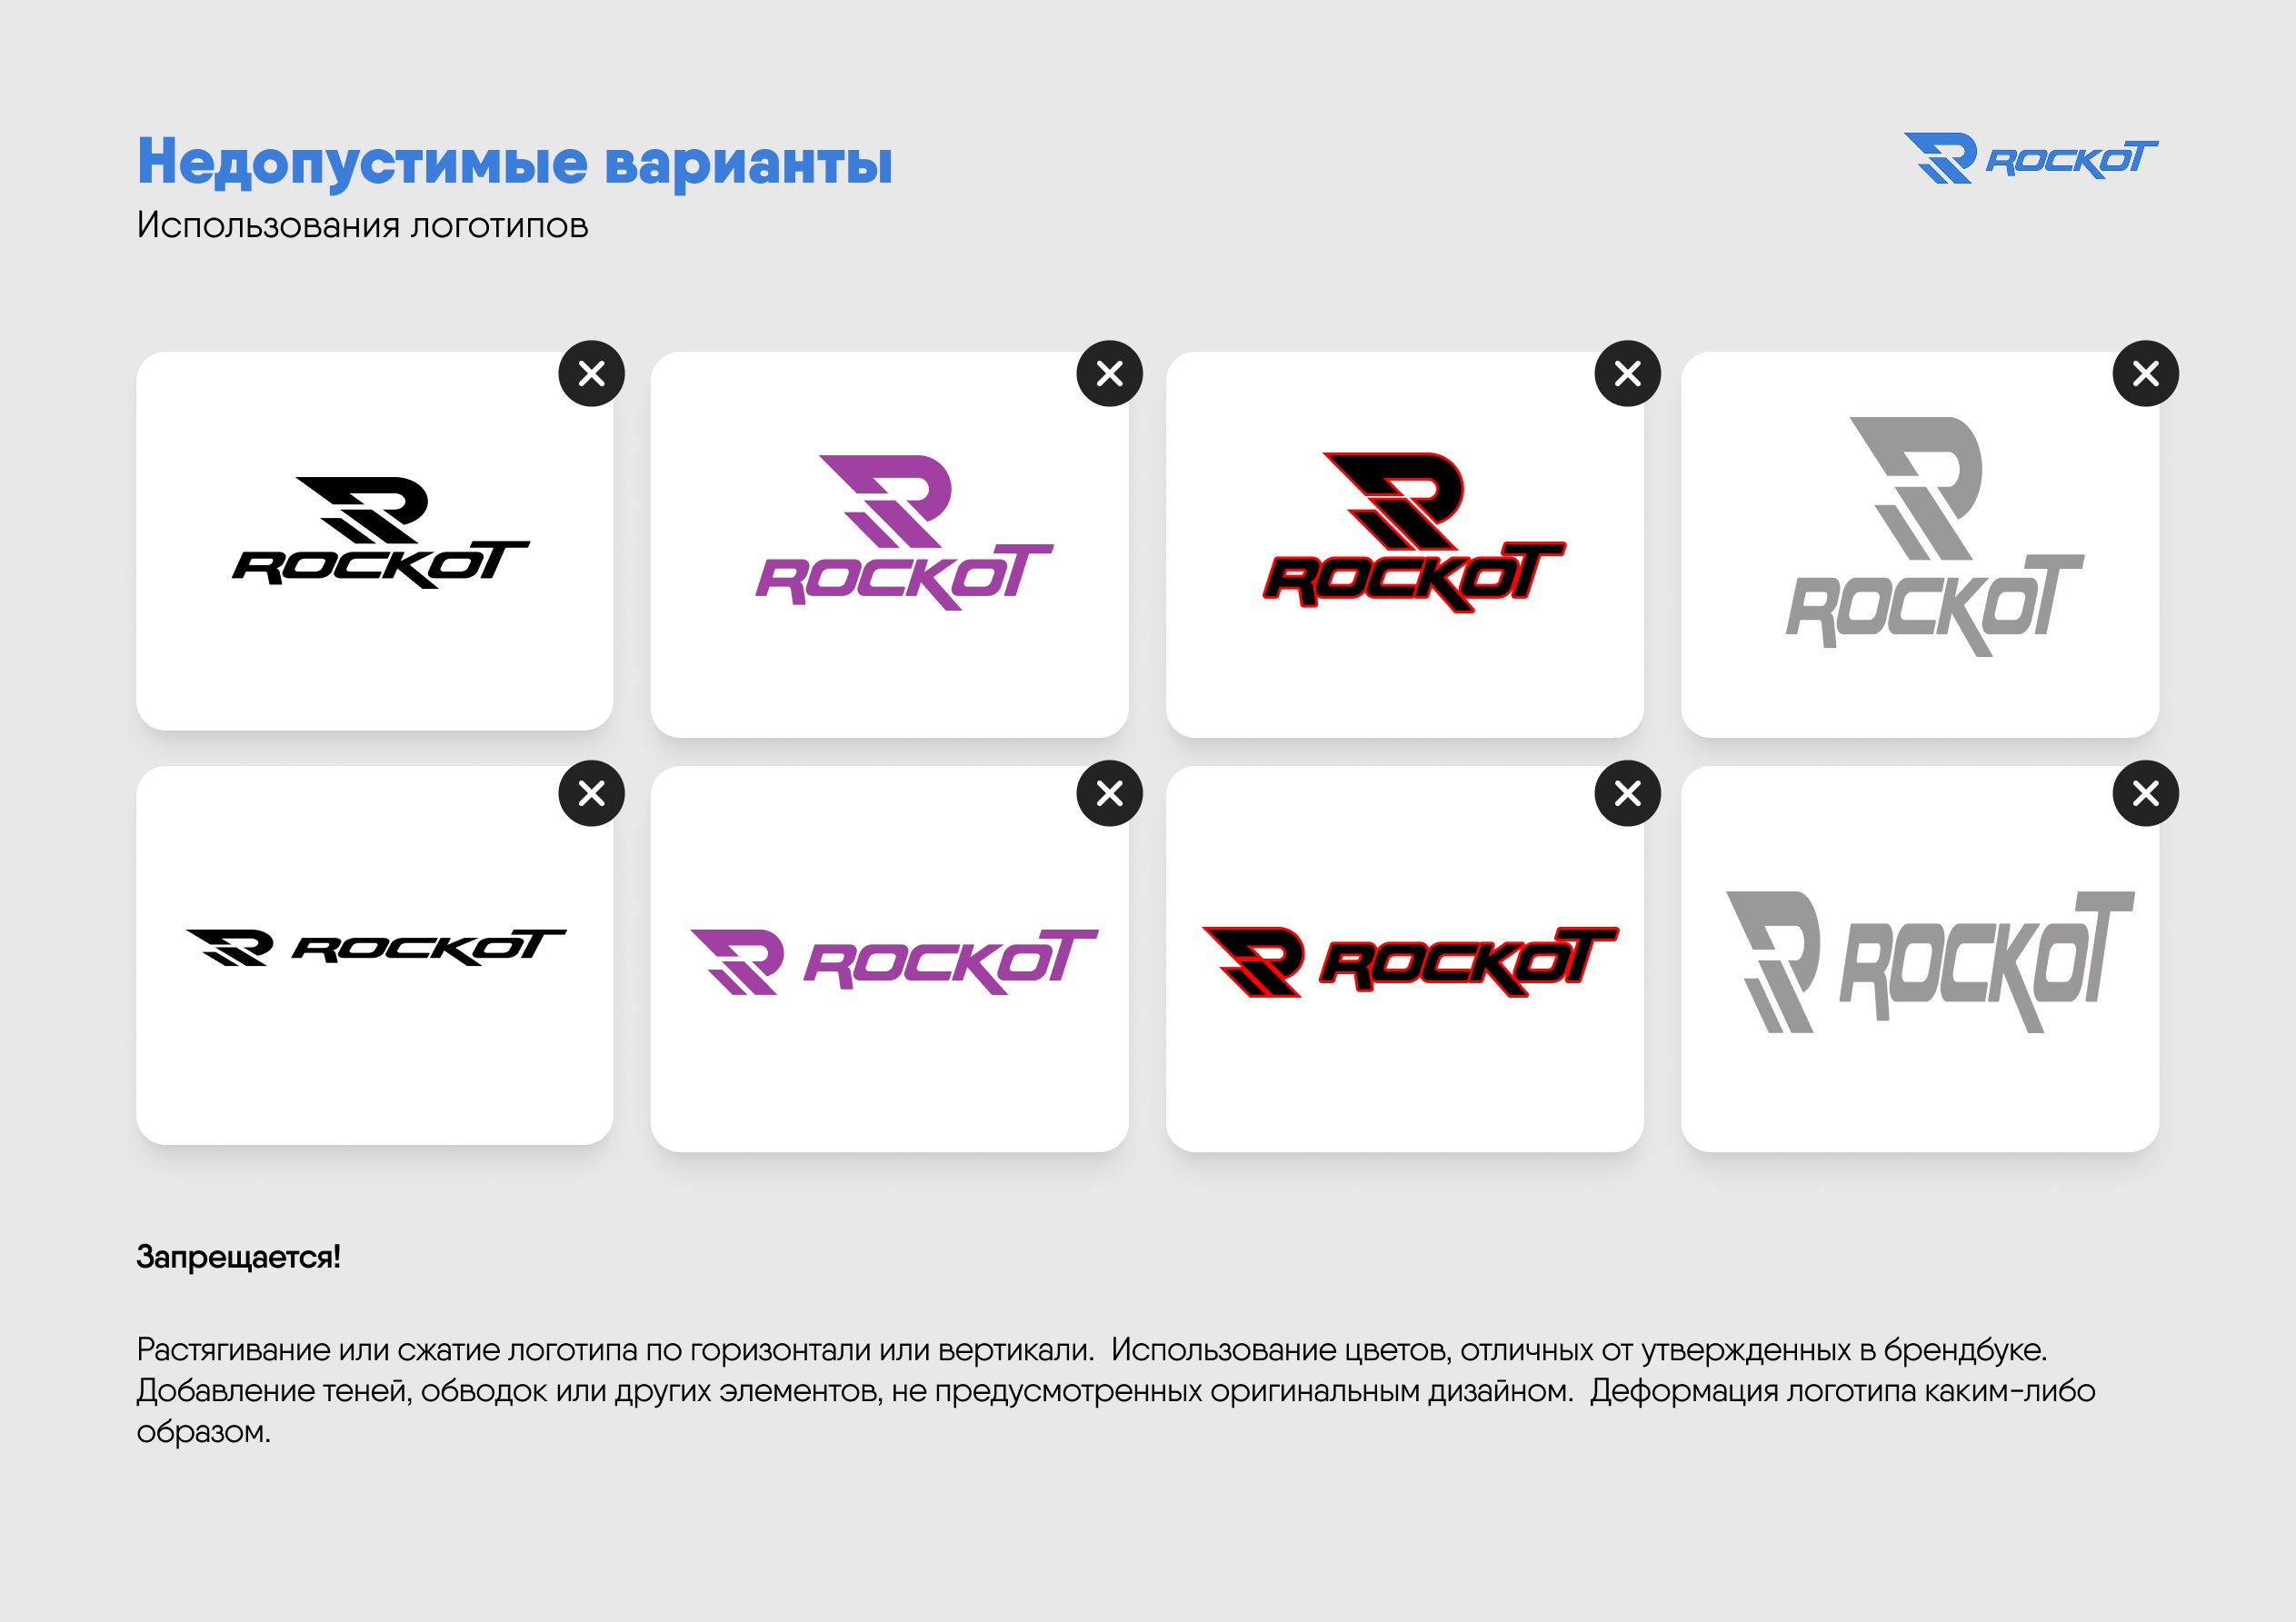 Недопустимые варианты
ROCKOT
Использования логотипов
ROCKOT
ROCKOT
ROCKOT
ROCKOT
ROCKOT
ROCKOT
ROCKOT
ROCKOT
Запрещается!
Растягивание или сжатие логотипа по горизонтали или вертикали.  Использование цветов, отличных от утвержденных в брендбуке.
Добавление теней, обводок или других элементов, не предусмотренных оригинальным дизайном.  Деформация логотипа каким-либо
образом.